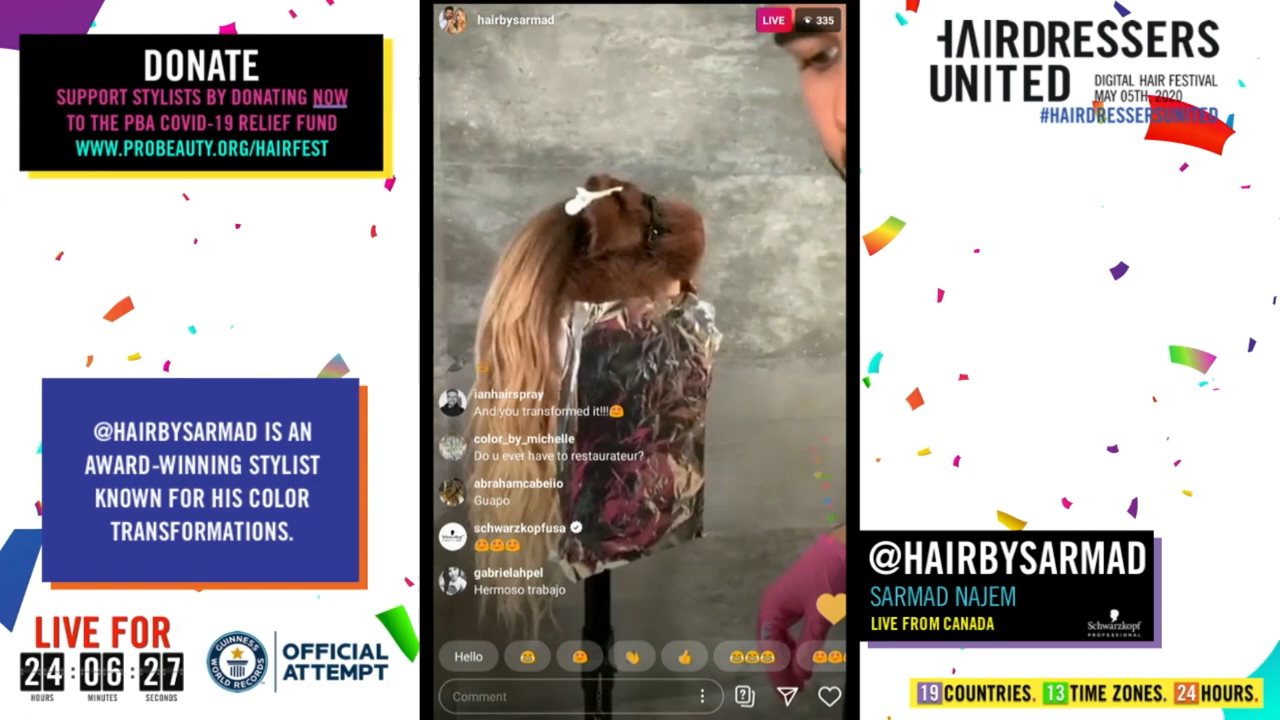 DONATE
SUPPORT STYLISTS BY DONATING NOW
TO THE PBA COVID-19 RELIEF FUND
WWW.PROBEAUTY.ORG/HAIRFEST
@HAIRBYSARMAD IS AN
AWARD-WINNING STYLIST
KNOWN FOR HIS COLOR
TRANSFORMATIONS.
LIVE FOR
24:06:27
HOURS MINUTES SECONDS
GUINNESS
WORLD RECORDS
OFFICIAL
ATTEMPT
hairbysarmad
LIVE
335
ianhairspray
And you transformed it!!!
color_by_michelle
Do u ever have to restaurateur?
abrahamcabeiio
Guapo
schwarzkopfusa
gabrielahpel
Hermoso trabajo
Hello
Comment
HAIRDRESSERS
UNITED
DIGITAL HAIR FESTIVAL
MAY 05TH, 2020
#HAIRDRESSERSUNITED
@HAIRBYSARMAD
SARMAD NAJEM
LIVE FROM CANADA
Schwarzkopf
PROFESSIONAL
19 COUNTRIES. 13 TIME ZONES. 24 HOURS.